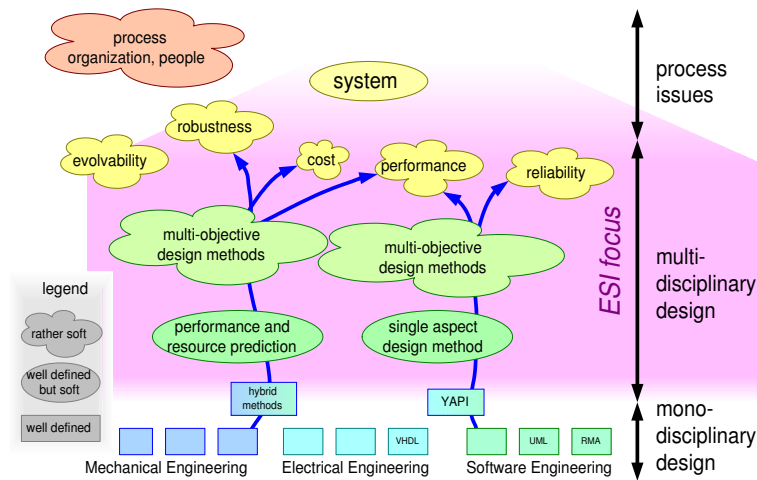 process
organization, people
system
process
issues
robustness
evolvability
cost
performance
reliability
multi-objective
design methods
multi-objective
design methods
ESI focus
multi-
disciplinary
design
legend
rather soft
well defined
but soft
well defined
performance and
resource prediction
single aspect
design method
hybrid
methods
YAPI
mono-
disciplinary
design
VHDL
UML
RMA
Mechanical Engineering
Electrical Engineering
Software Engineering